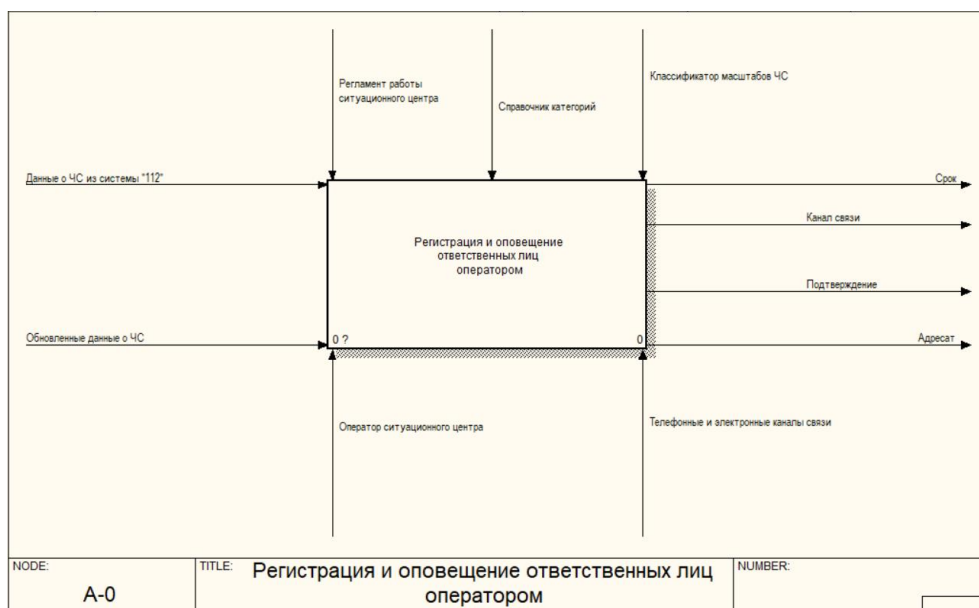 Регламент работы
ситуационного центра
Справочник категорий
Классификатор масштабов ЧС
Данные о ЧС из системы "112"
Срок
Канал связи
Регистрация и оповещение
ответственных лиц
оператором
Подтверждение
Обновленные данные о ЧС
0 ?
0
Адресат
Оператор ситуационного центра
Телефонные и электронные каналы связи
NODE:
A-0
TITLE:
Регистрация и оповещение ответственных лиц
оператором
NUMBER: